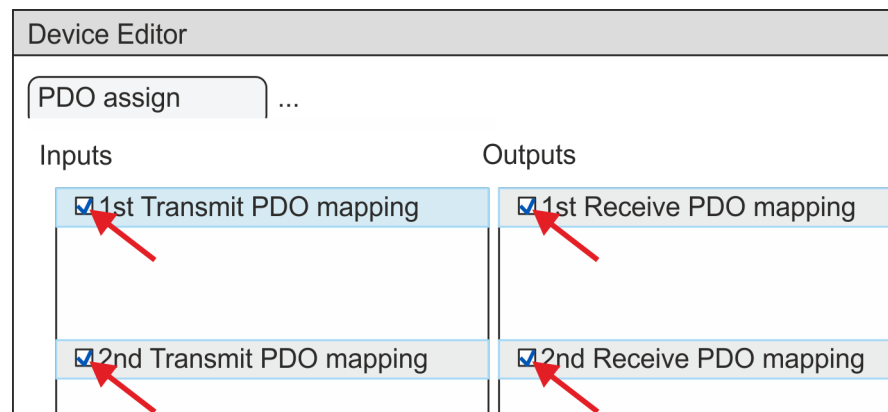 Device Editor
PDO assign ...
Inputs Outputs
1st Transmit PDO mapping 1st Receive PDO mapping
2nd Transmit PDO mapping 2nd Receive PDO mapping